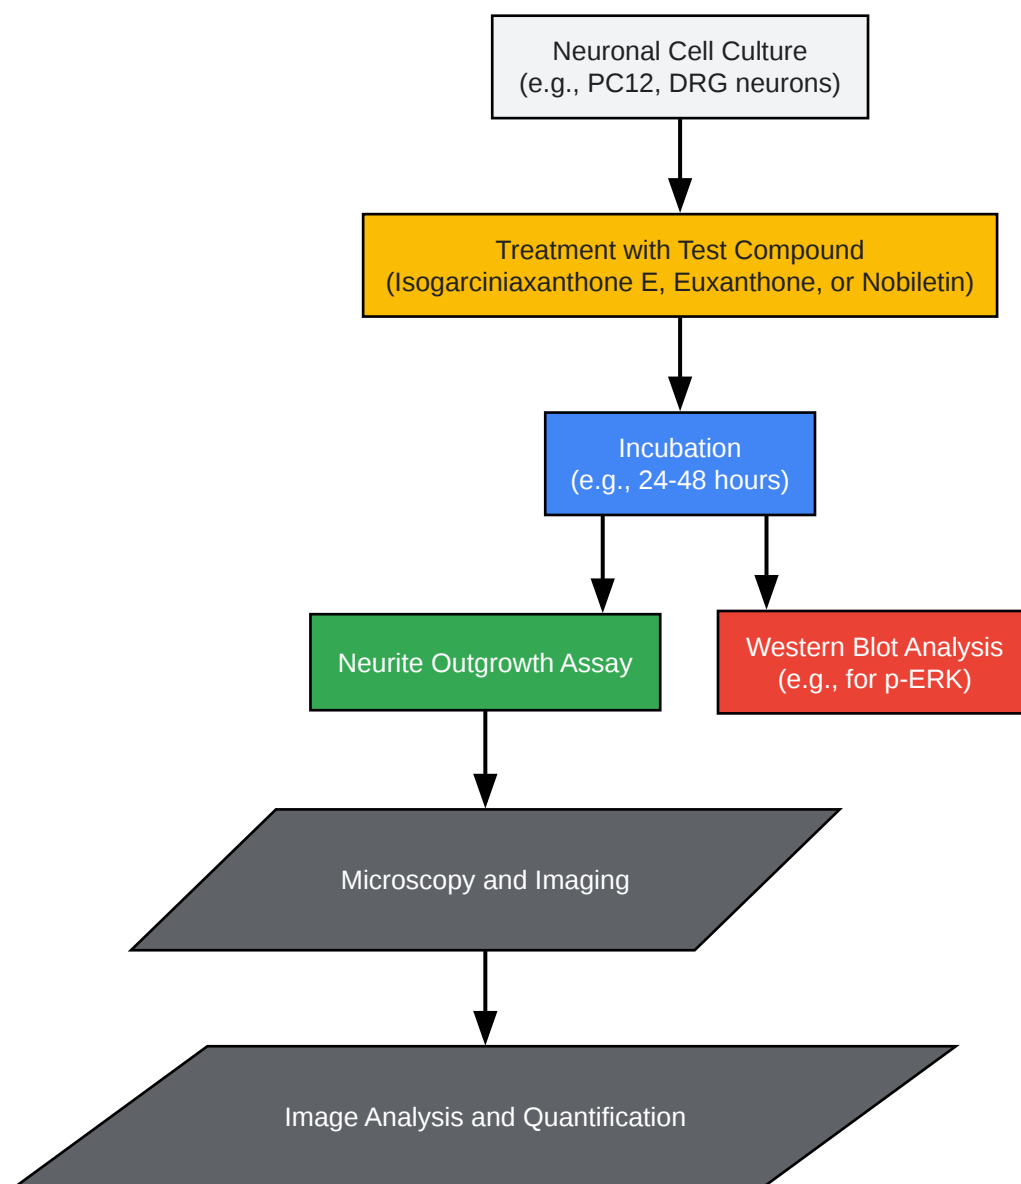 Neuronal Cell Culture
(e.g., PC12, DRG neurons)
Treatment with Test Compound
(Isogarciniaxanthone E, Euxanthone, or Nobiletin)
Incubation
(e.g., 24-48 hours)
Neurite Outgrowth Assay
Western Blot Analysis
(e.g., for p-ERK)
Microscopy and Imaging
Image Analysis and Quantification